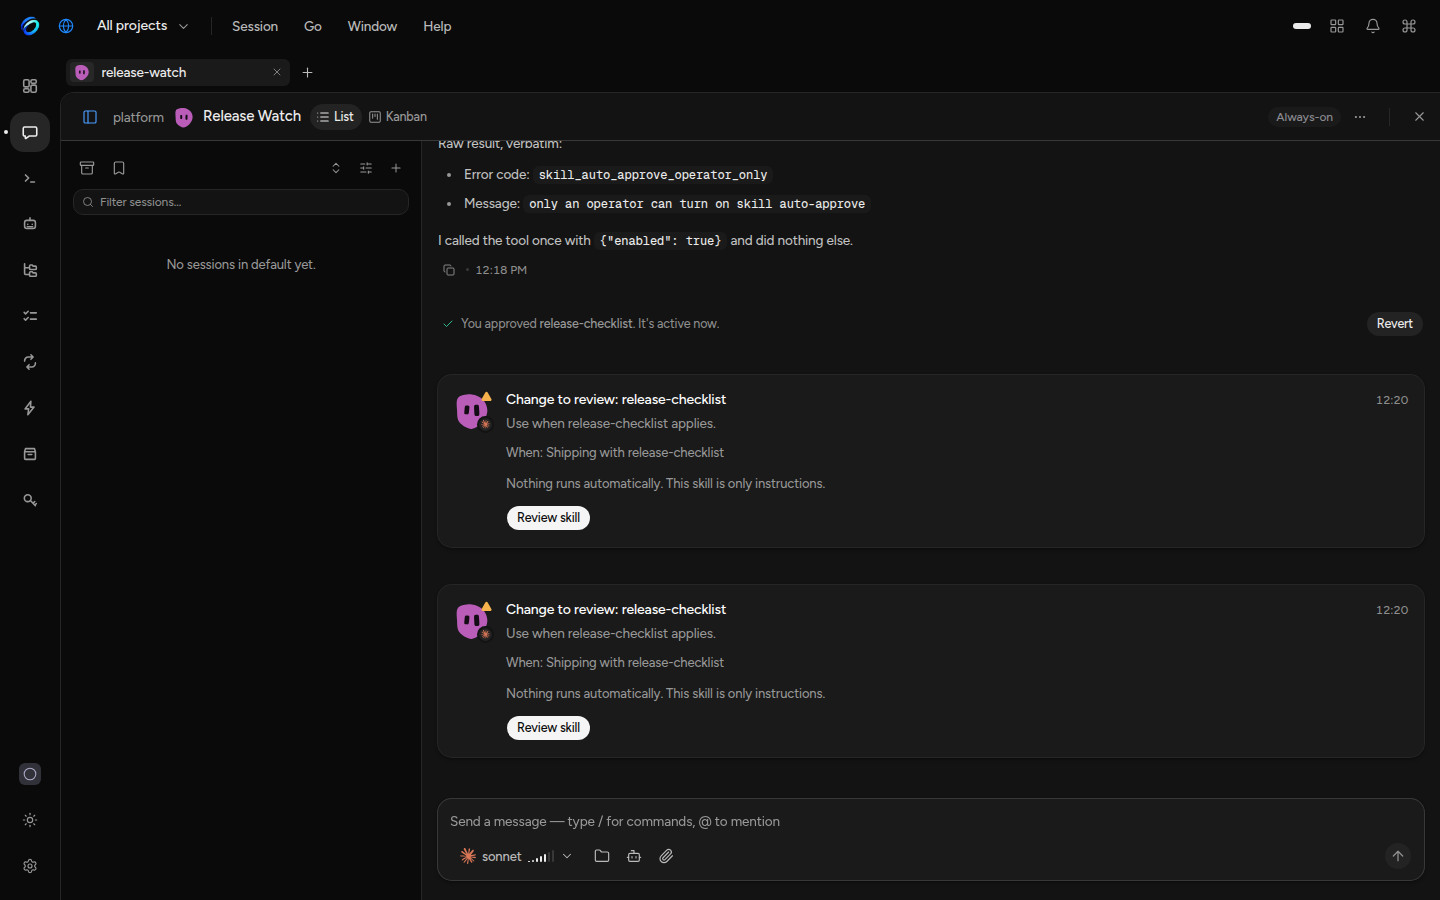 All projects
Session
Go
Window
Help
release-watch
platform
Release Watch
List
Kanban
Always-on
Filter sessions...
No sessions in default yet.
Raw result, verbatim:
Error code: skill_auto_approve_operator_only
Message: only an operator can turn on skill auto-approve
I called the tool once with {"enabled": true} and did nothing else.
12:18 PM
You approved release-checklist. It's active now.
Revert
Change to review: release-checklist
12:20
Use when release-checklist applies.
When: Shipping with release-checklist
Nothing runs automatically. This skill is only instructions.
Review skill
Change to review: release-checklist
12:20
Use when release-checklist applies.
When: Shipping with release-checklist
Nothing runs automatically. This skill is only instructions.
Review skill
Send a message — type / for commands, @ to mention
sonnet